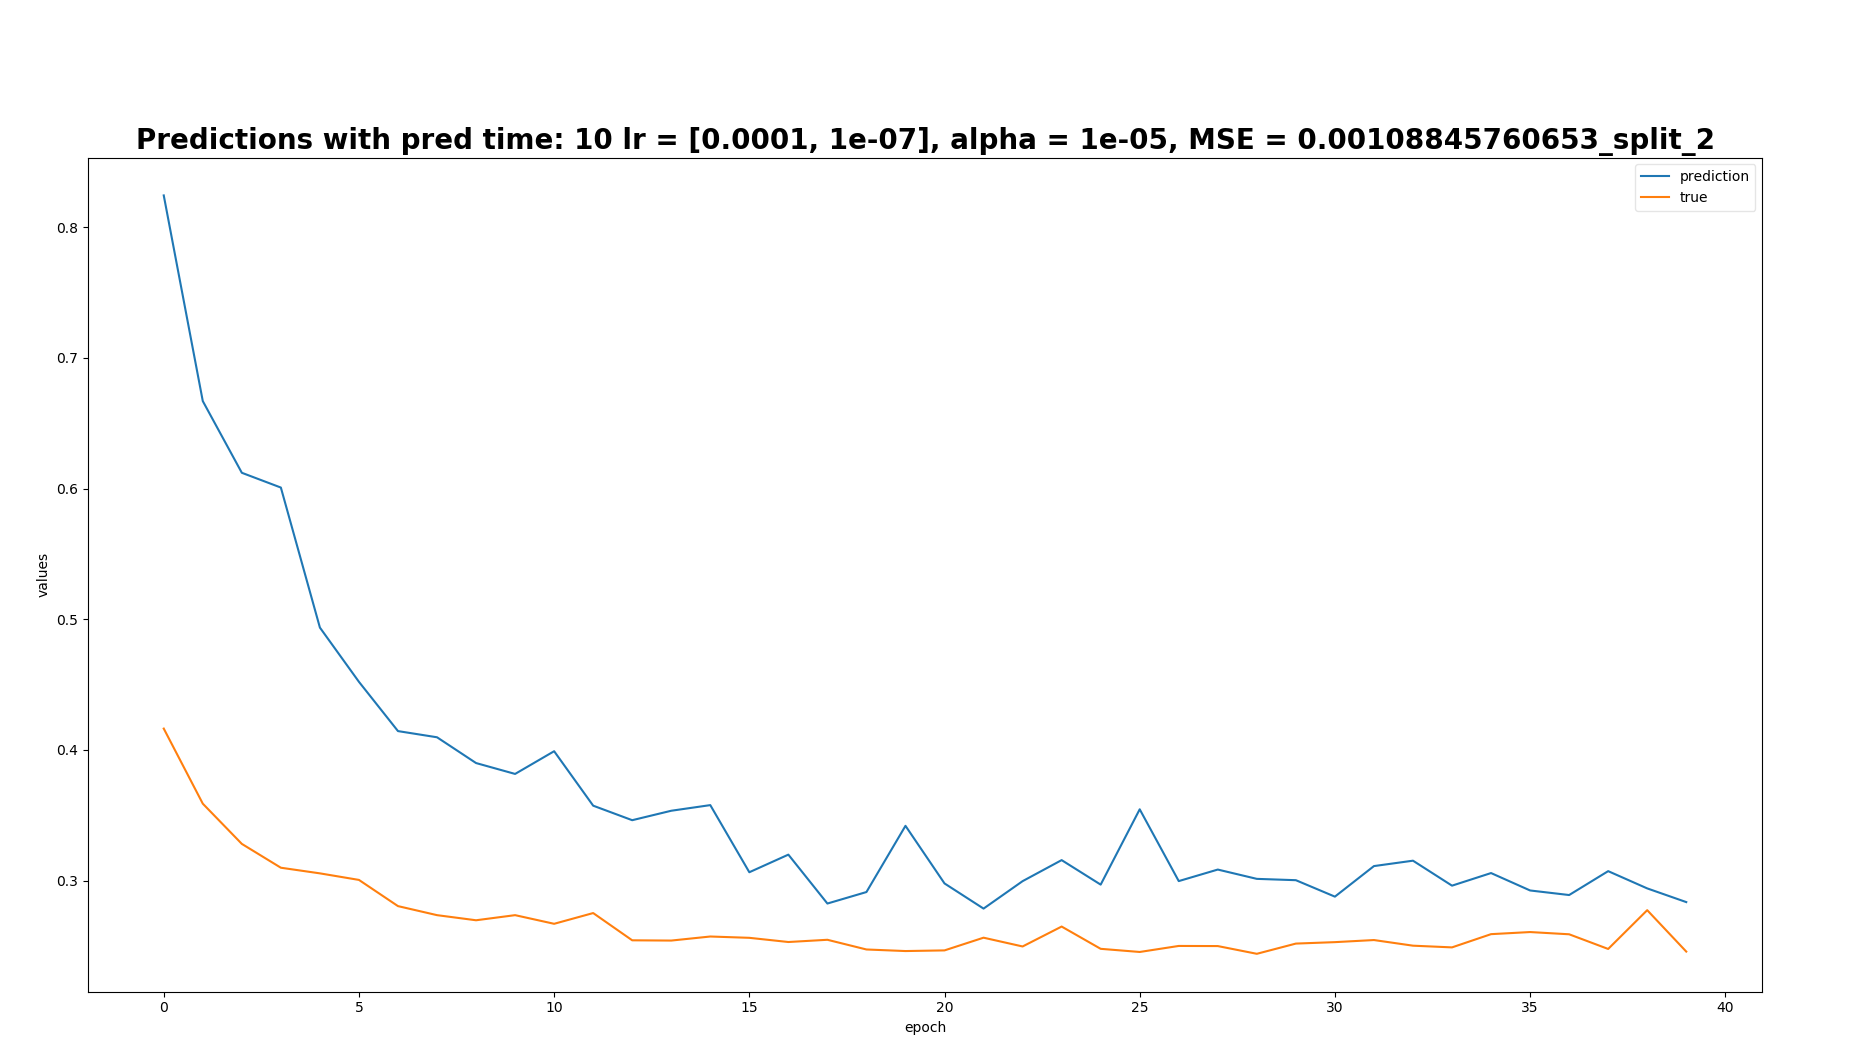 Predictions with pred time: 10 lr = [0.0001, 1e-07], alpha = 1e-05, MSE = 0.00108845760653_split_2
prediction
true
0.8
0.7
0.6
0.5
0.4
0.3
values
0 5 10 15 20 25 30 35 40
epoch